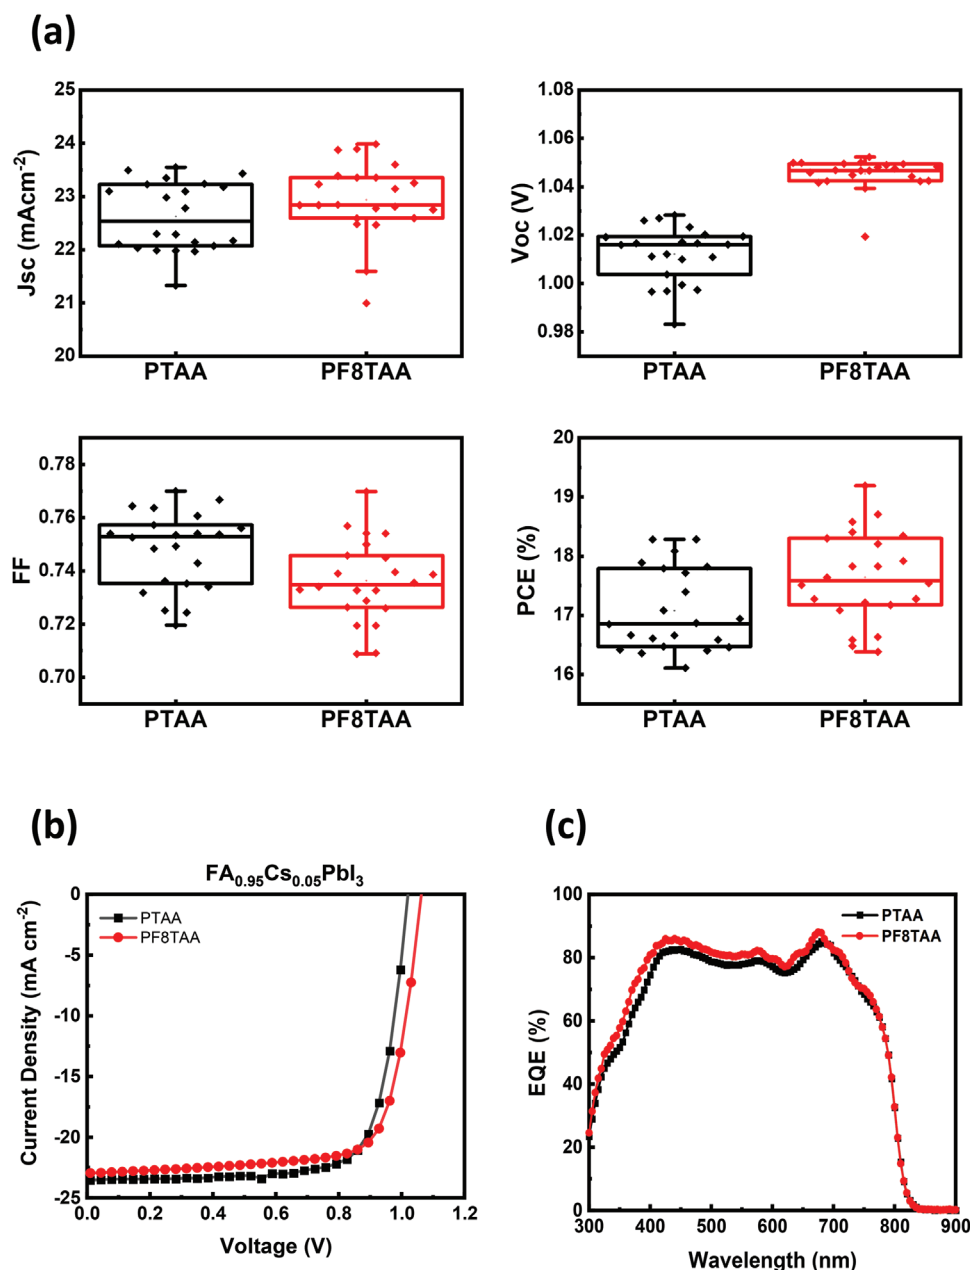 (a)
25
24
23
22
21
20
Jsc (mAcm-2)
PTAA
PF8TAA
1.08
1.06
1.04
1.02
1.00
0.98
Voc (V)
PTAA
PF8TAA
0.78
0.76
0.74
0.72
0.70
FF
PTAA
PF8TAA
20
19
18
17
16
15
PCE (%)
PTAA
PF8TAA
(b)
FA0.95Cs0.05PbI3
PTAA
PF8TAA
0
-5
-10
-15
-20
-25
Current Density (mA cm-2)
0.0 0.2 0.4 0.6 0.8 1.0 1.2
Voltage (V)
(c)
PTAA
PF8TAA
100
80
60
40
20
0
EQE (%)
300 400 500 600 700 800 900
Wavelength (nm)